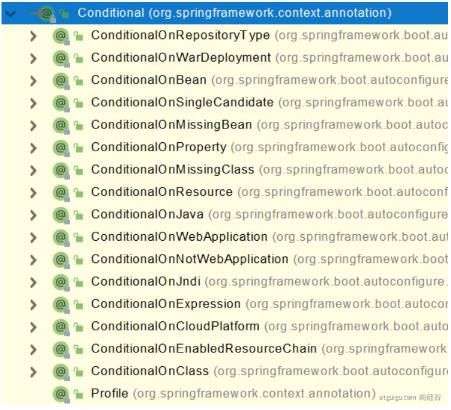 Conditional (org.springframework.context.annotation)
ConditionalOnRepositoryType (org.springframework.boot.au
ConditionalOnWarDeployment (org.springframework.boot.au
ConditionalOnBean (org.springframework.boot.autoconfigure
ConditionalOnSingleCandidate (org.springframework.boot.a
ConditionalOnMissingBean (org.springframework.boot.autoc
ConditionalOnProperty (org.springframework.boot.autoconfig
ConditionalOnMissingClass (org.springframework.boot.auto
ConditionalOnResource (org.springframework.boot.autoconf
ConditionalOnJava (org.springframework.boot.autoconfigure
ConditionalOnWebApplication (org.springframework.boot.au
ConditionalOnNotWebApplication (org.springframework.boot
ConditionalOnJndi (org.springframework.boot.autoconfigure.
ConditionalOnExpression (org.springframework.boot.autocor
ConditionalOnCloudPlatform (org.springframework.boot.auto
ConditionalOnEnabledResourceChain (org.springframework.
ConditionalOnClass (org.springframework.boot.autoconfigure
Profile (org.springframework.context.annotation)
atguigu.com 尚硅谷